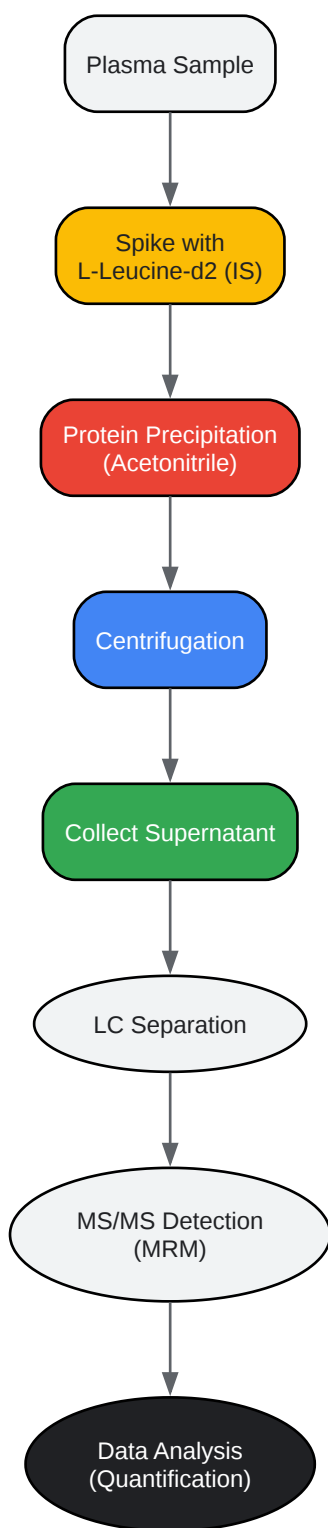 Plasma Sample
Spike with
L-Leucine-d2 (IS)
Protein Precipitation
(Acetonitrile)
Centrifugation
Collect Supernatant
LC Separation
MS/MS Detection
(MRM)
Data Analysis
(Quantification)